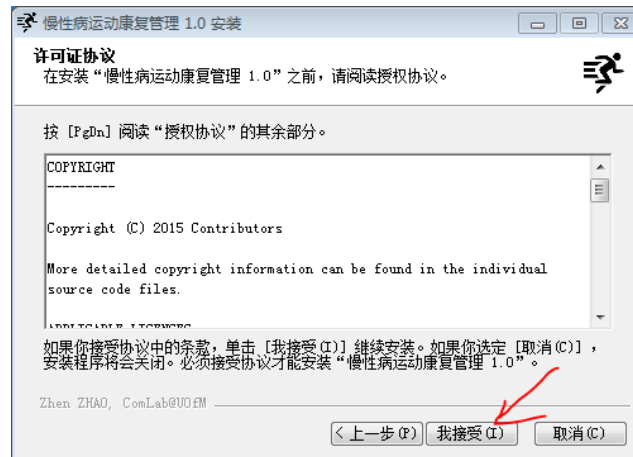 慢性病运动康复管理 1.0 安装
许可证协议
在安装“慢性病运动康复管理 1.0”之前，请阅读授权协议。
按 [PgDn] 阅读“授权协议”的其余部分。
COPYRIGHT
---------
Copyright (C) 2015 Contributors
More detailed copyright information can be found in the individual
source code files.
APPLICABLE LICENCES
如果你接受协议中的条款，单击 [我接受(I)] 继续安装。如果你选定 [取消(C)] ，
安装程序将会关闭。必须接受协议才能安装“慢性病运动康复管理 1.0”。
Zhen ZHAO, ComLab@UOfM
< 上一步(P) 我接受(I) 取消(C)